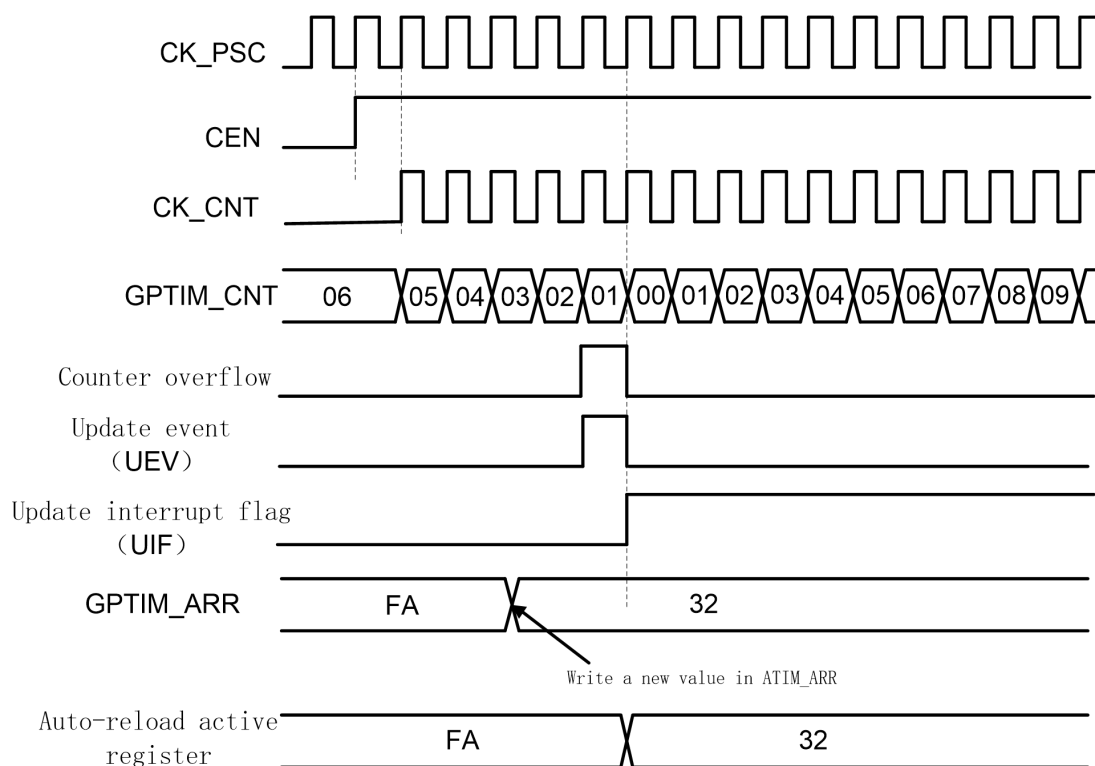 CK_PSC
CEN
CK_CNT
GPTIM_CNT 06 05 04 03 02 01 00 01 02 03 04 05 06 07 08 09
Counter overflow
Update event
（UEV）
Update interrupt flag
（UIF）
GPTIM_ARR FA 32
Write a new value in ATIM_ARR
Auto-reload active
register
FA 32